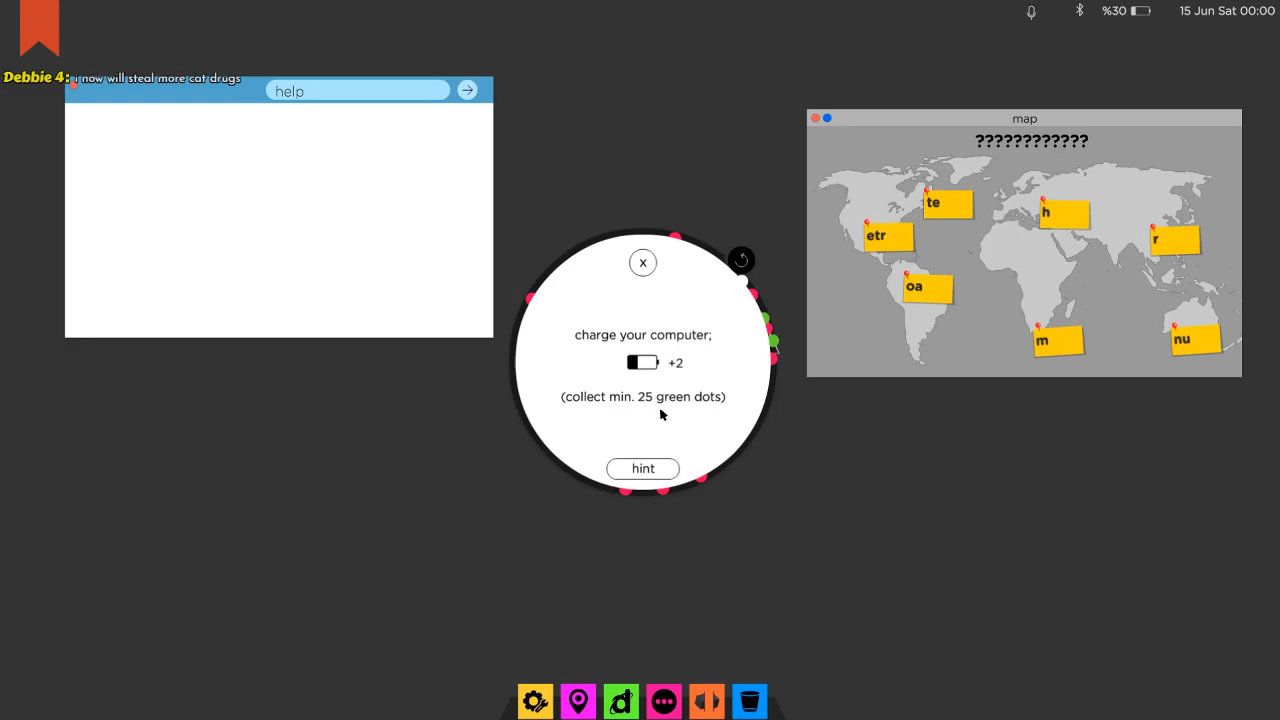 %30 15 Jun Sat 00:00
Debbie 4: i now will steal more cat drugs
help
map
????????????
te
h
etr
r
oa
m
nu
x
charge your computer;
+2
(collect min. 25 green dots)
hint
d